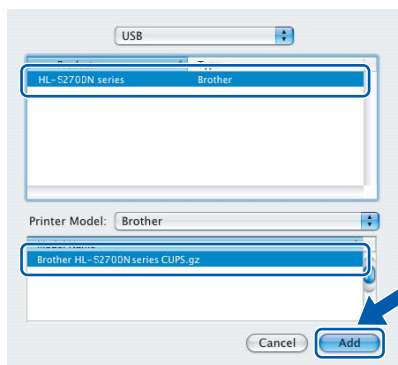 USB
HL-5270DN series Brother
Printer Model: Brother
Brother HL-5270DN series CUPS.gz
Cancel Add